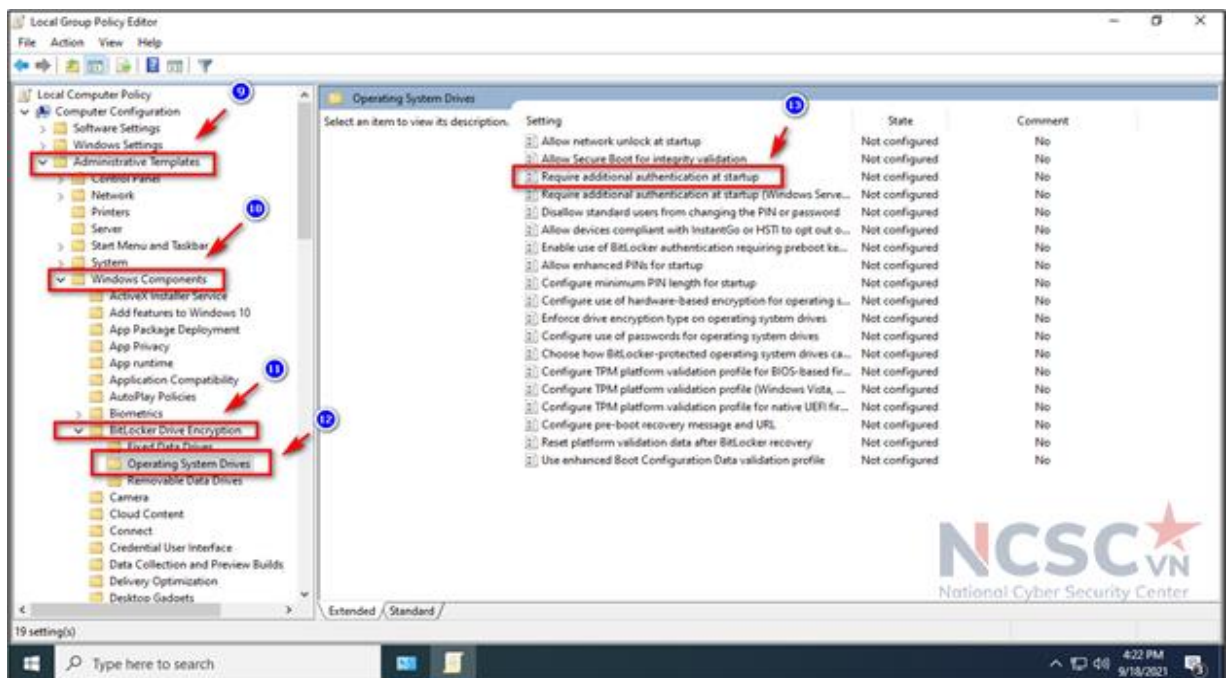 Local Group Policy Editor
File Action View Help
Local Computer Policy
Computer Configuration
Software Settings
Windows Settings
Administrative Templates
Control Panel
Network
Printers
Server
Start Menu and Taskbar
System
Windows Components
ActiveX Installer Service
Add features to Windows 10
App Package Deployment
App Privacy
App runtime
Application Compatibility
AutoPlay Policies
Biometrics
BitLocker Drive Encryption
Fixed Data Drives
Operating System Drives
Removable Data Drives
Camera
Cloud Content
Connect
Credential User Interface
Data Collection and Preview Builds
Delivery Optimization
Desktop Gadgets
9
10
11
12
13
Operating System Drives
Select an item to view its description.
Setting State Comment
Allow network unlock at startup Not configured No
Allow Secure Boot for integrity validation Not configured No
Require additional authentication at startup Not configured No
Require additional authentication at startup (Windows Serve... Not configured No
Disallow standard users from changing the PIN or password Not configured No
Allow devices compliant with InstantGo or HSTI to opt out o... Not configured No
Enable use of BitLocker authentication requiring preboot ke... Not configured No
Allow enhanced PINs for startup Not configured No
Configure minimum PIN length for startup Not configured No
Configure use of hardware-based encryption for operating s... Not configured No
Enforce drive encryption type on operating system drives Not configured No
Configure use of passwords for operating system drives Not configured No
Choose how BitLocker-protected operating system drives ca... Not configured No
Configure TPM platform validation profile for BIOS-based fir... Not configured No
Configure TPM platform validation profile (Windows Vista, ... Not configured No
Configure TPM platform validation profile for native UEFI fir... Not configured No
Configure pre-boot recovery message and URL Not configured No
Reset platform validation data after BitLocker recovery Not configured No
Use enhanced Boot Configuration Data validation profile Not configured No
NCSC VN
National Cyber Security Center
Extended Standard
19 setting(s)
Type here to search
4:22 PM
9/18/2021